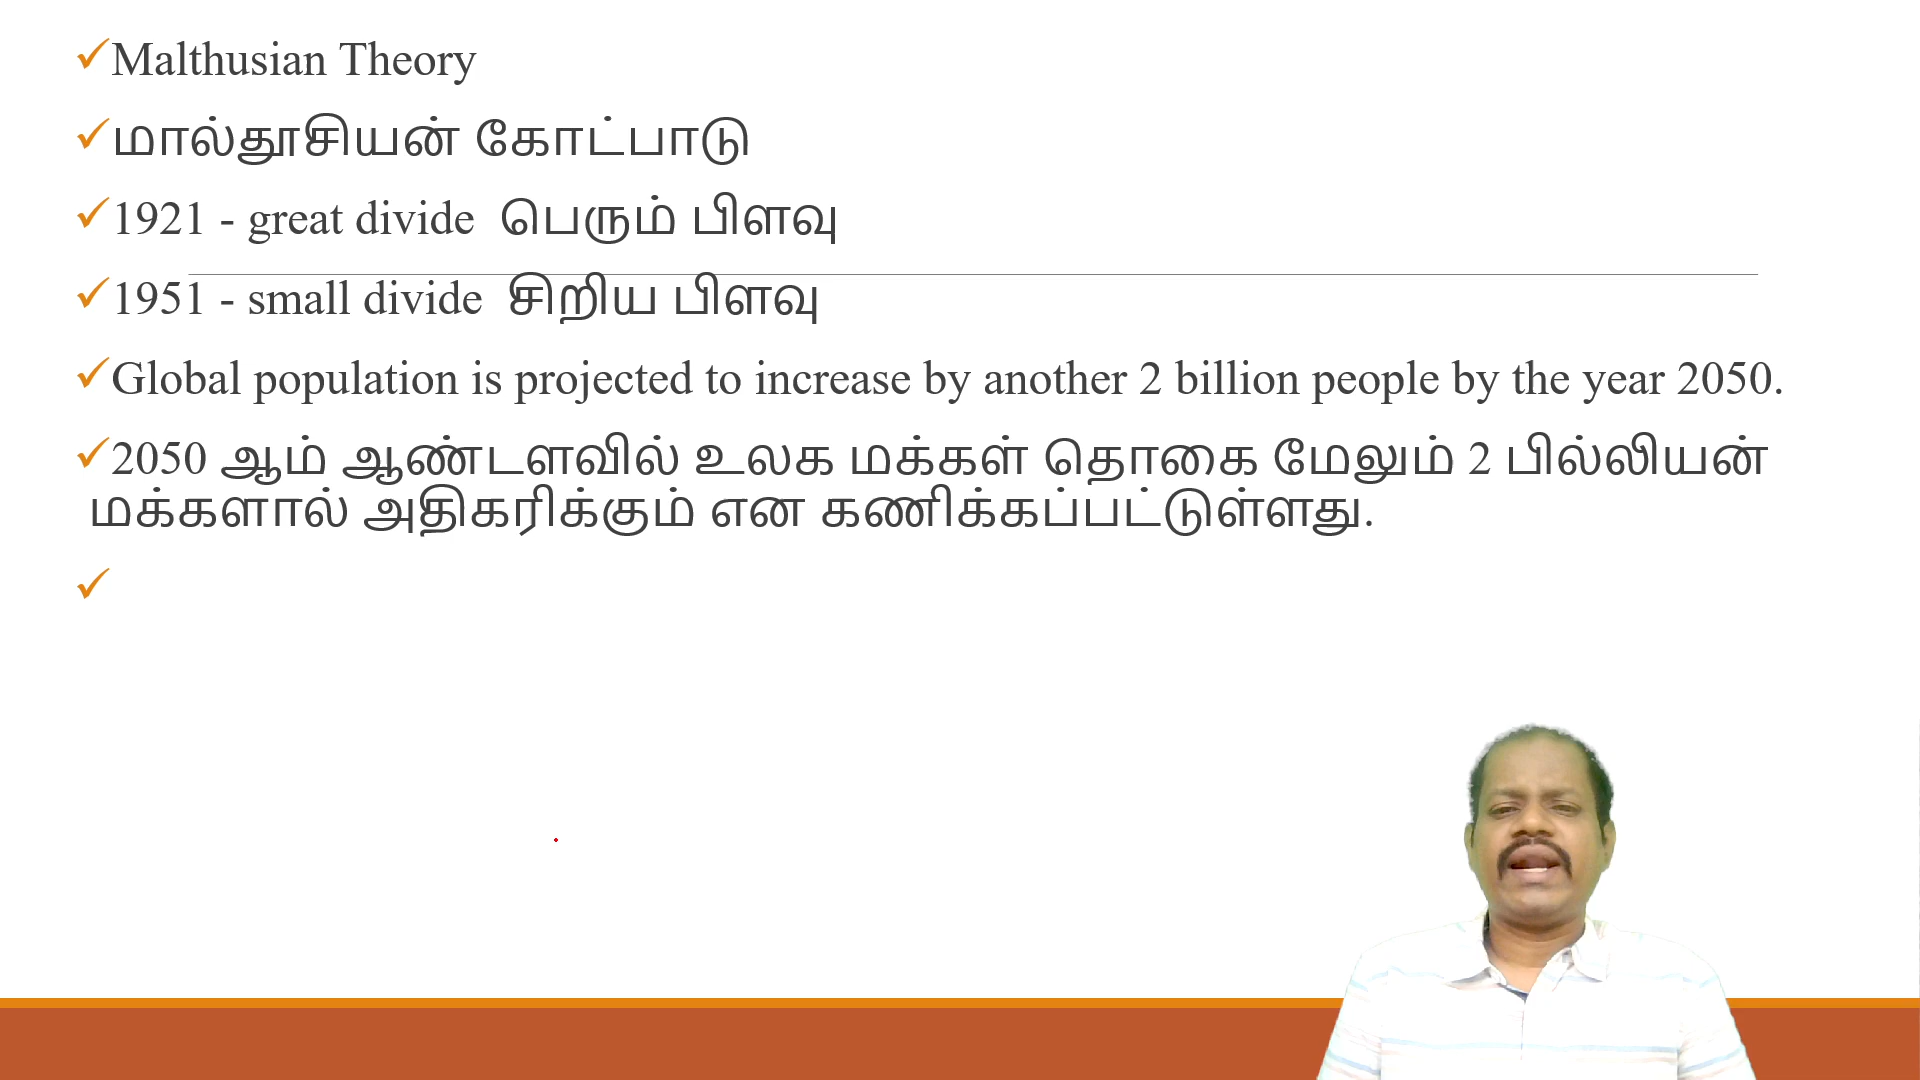 Malthusian Theory
மால்தூசியன் கோட்பாடு
1921 - great divide பெரும் பிளவு
1951 - small divide சிறிய பிளவு
Global population is projected to increase by another 2 billion people by the year 2050.
2050 ஆம் ஆண்டளவில் உலக மக்கள் தொகை மேலும் 2 பில்லியன்
மக்களால் அதிகரிக்கும் என கணிக்கப்பட்டுள்ளது.